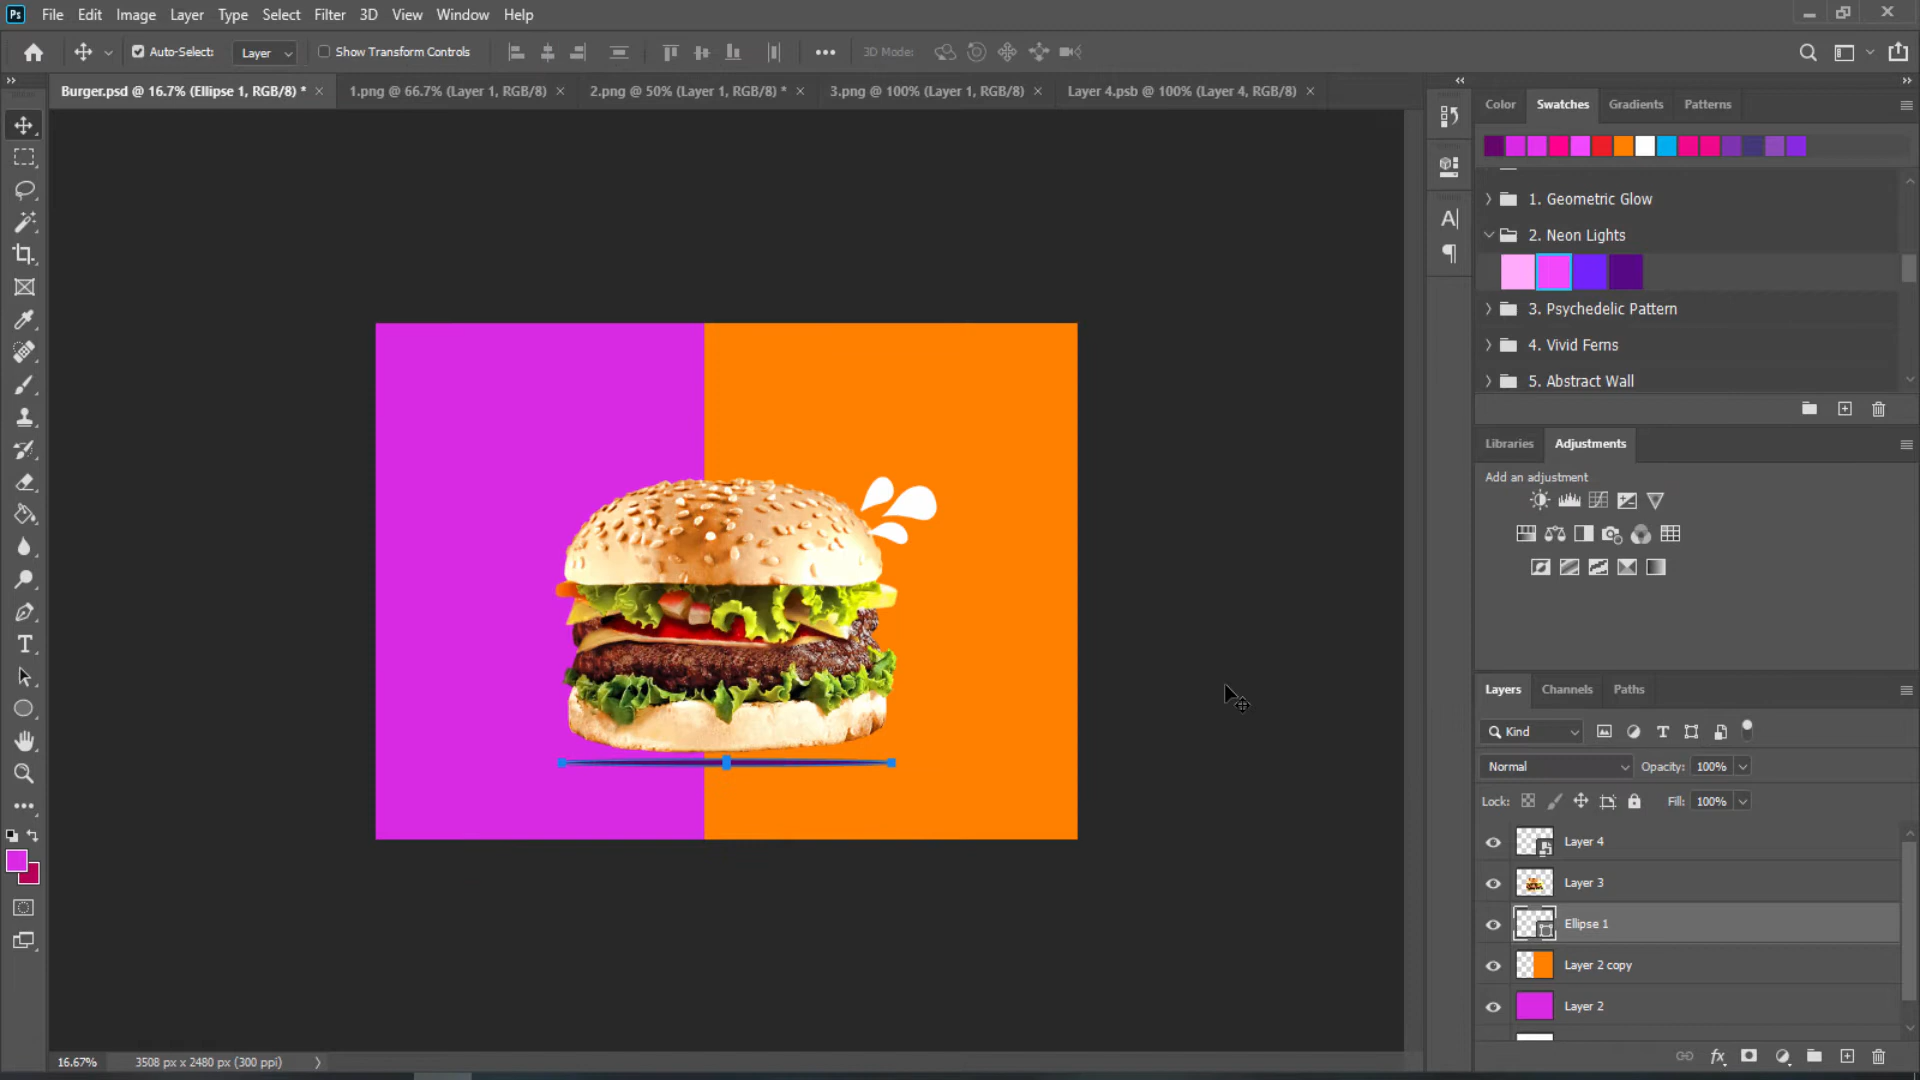 Ps File Edit Image Layer Type Select Filter 3D View Window Help
Auto-Select: Layer Show Transform Controls 3D Mode:
Burger.psd @ 16.7% (Ellipse 1, RGB/8) * 1.png @ 66.7% (Layer 1, RGB/8) 2.png @ 50% (Layer 1, RGB/8) * 3.png @ 100% (Layer 1, RGB/8) Layer 4.psb @ 100% (Layer 4, RGB/8)
Color Swatches Gradients Patterns
1. Geometric Glow
2. Neon Lights
3. Psychedelic Pattern
4. Vivid Ferns
5. Abstract Wall
Libraries Adjustments
Add an adjustment
Layers Channels Paths
Kind
Normal Opacity: 100%
Lock: Fill: 100%
Layer 4
Layer 3
Ellipse 1
Layer 2 copy
Layer 2
16.67% 3508 px x 2480 px (300 ppi)
fx